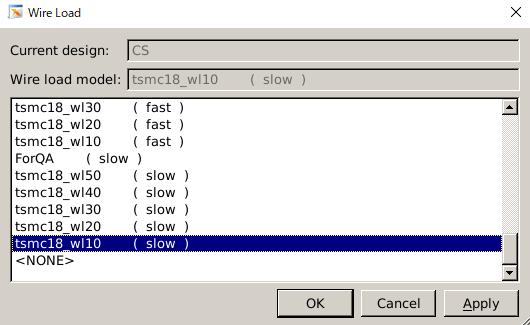 Wire Load
Current design: CS
Wire load model: tsmc18_wl10 ( slow )
tsmc18_wl30 ( fast )
tsmc18_wl20 ( fast )
tsmc18_wl10 ( fast )
ForQA ( slow )
tsmc18_wl50 ( slow )
tsmc18_wl40 ( slow )
tsmc18_wl30 ( slow )
tsmc18_wl20 ( slow )
tsmc18_wl10 ( slow )
<NONE>
OK Cancel Apply